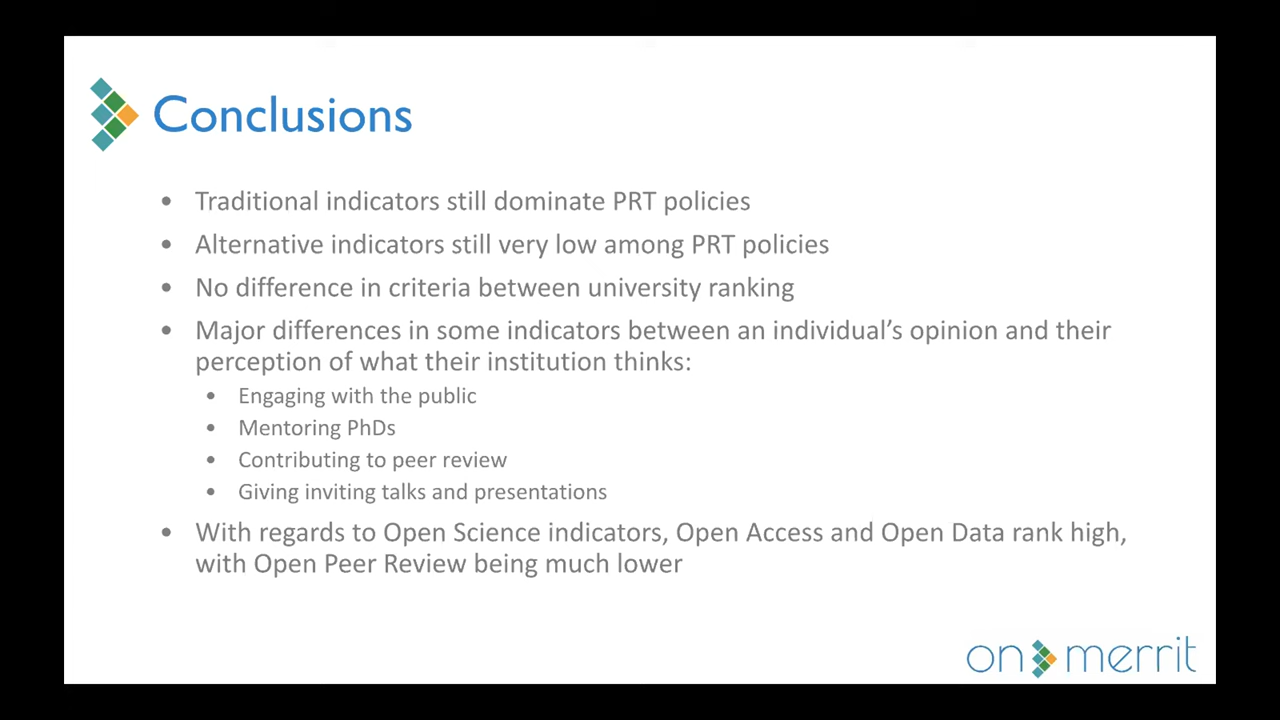 Conclusions
• Traditional indicators still dominate PRT policies
• Alternative indicators still very low among PRT policies
• No difference in criteria between university ranking
• Major differences in some indicators between an individual’s opinion and their
perception of what their institution thinks:
• Engaging with the public
• Mentoring PhDs
• Contributing to peer review
• Giving inviting talks and presentations
• With regards to Open Science indicators, Open Access and Open Data rank high,
with Open Peer Review being much lower
on merrit